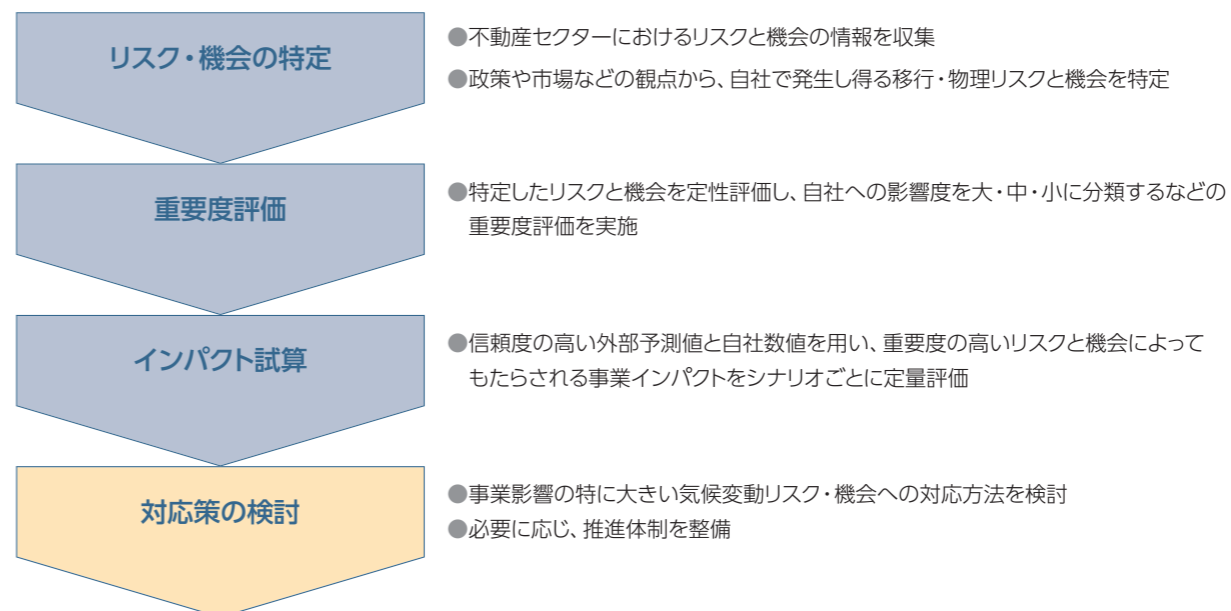 リスク・機会の特定
●不動産セクターにおけるリスクと機会の情報を収集
●政策や市場などの観点から、自社で発生し得る移行・物理リスクと機会を特定
重要度評価
●特定したリスクと機会を定性評価し、自社への影響度を大・中・小に分類するなどの
重要度評価を実施
インパクト試算
●信頼度の高い外部予測値と自社数値を用い、重要度の高いリスクと機会によって
もたらされる事業インパクトをシナリオごとに定量評価
対応策の検討
●事業影響の特に大きい気候変動リスク・機会への対応方法を検討
●必要に応じ、推進体制を整備